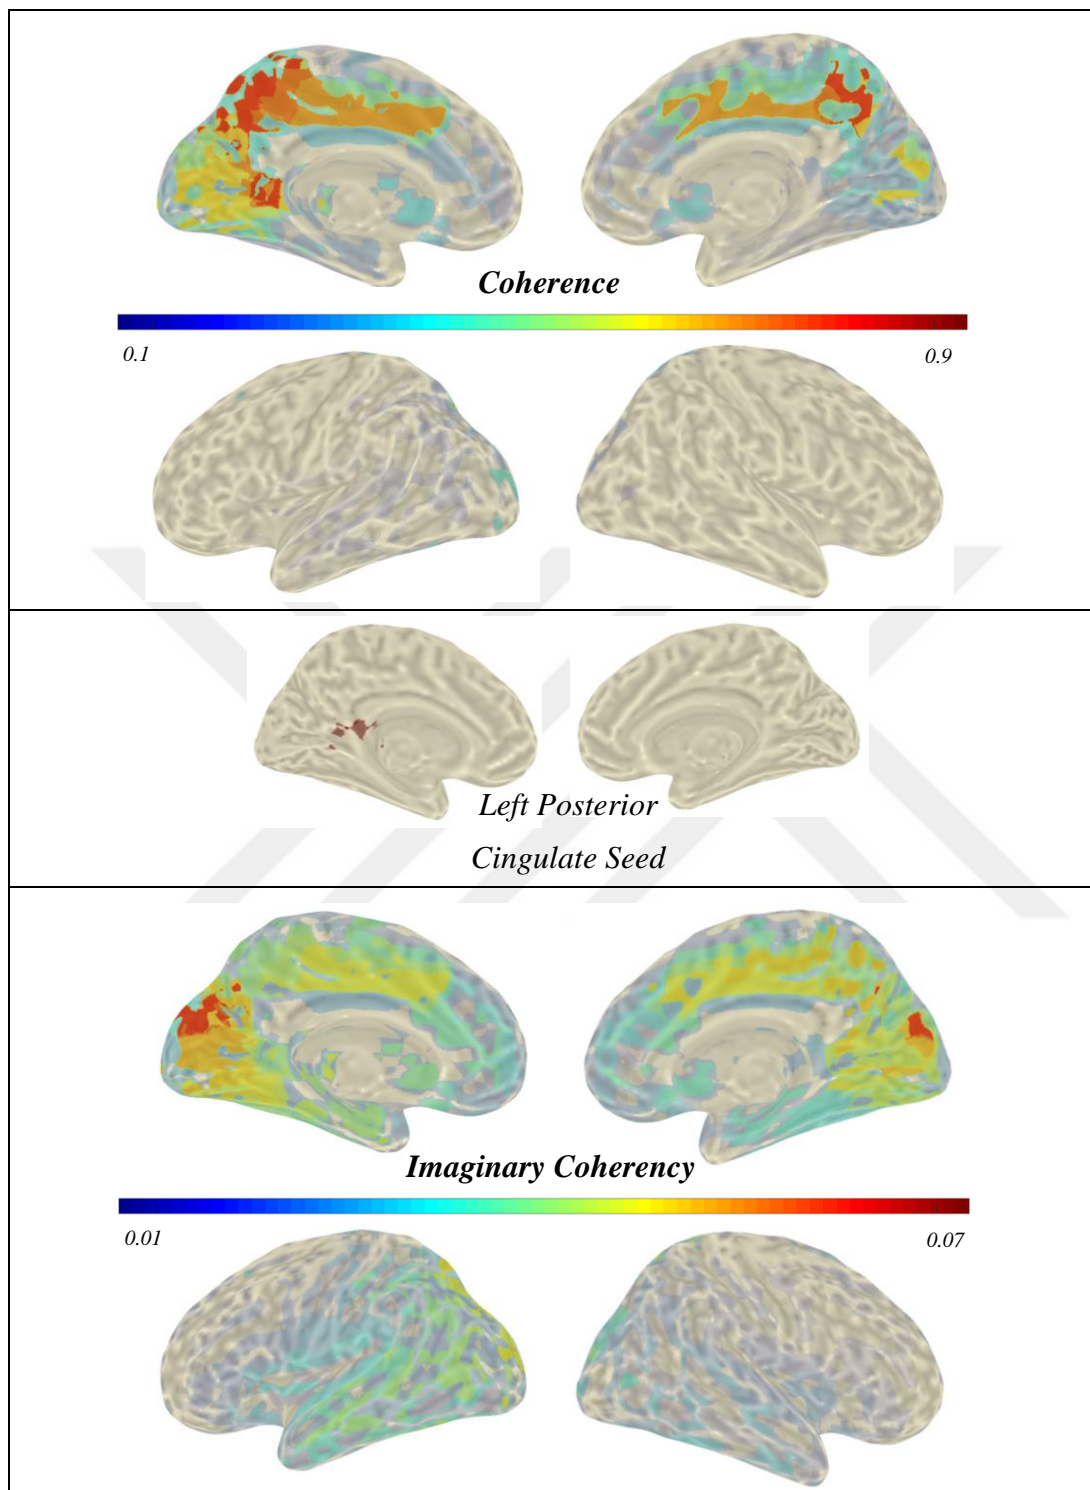 Coherence
0.1
0.9
Left Posterior
Cingulate Seed
Imaginary Coherency
0.01
0.07